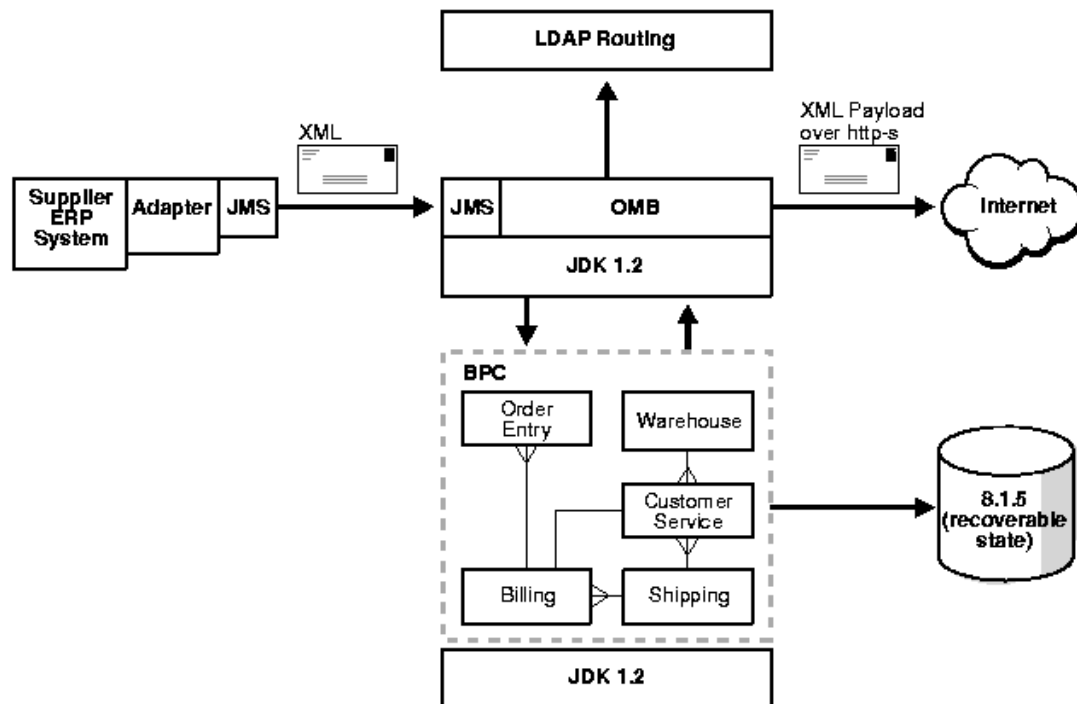 LDAP Routing
XML
XML Payload
over http-s
Supplier
ERP
System
Adapter
JMS
JMS
OMB
Internet
JDK 1.2
BPC
Order
Entry
Warehouse
Customer
Service
8.1.5
(recoverable
state)
Billing
Shipping
JDK 1.2